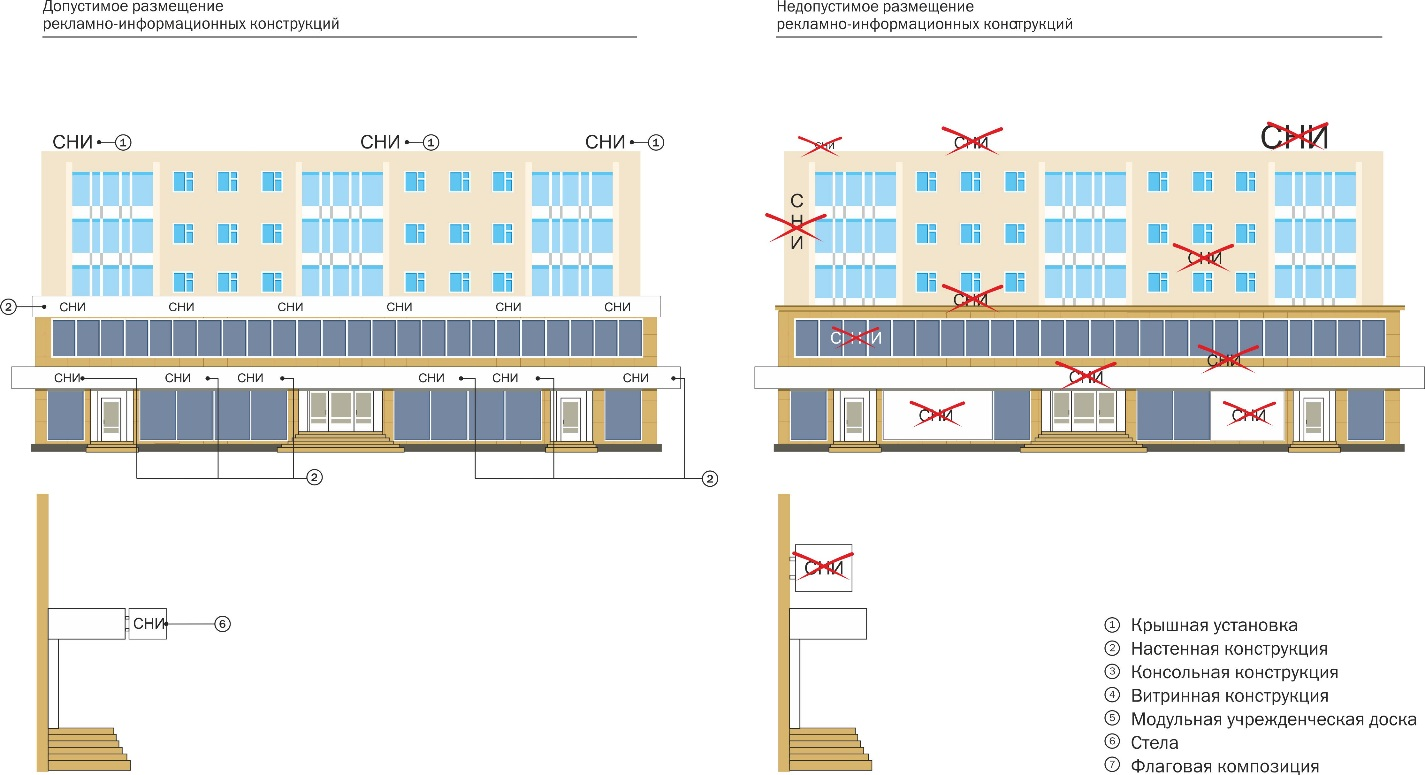 Допустимое размещение
рекламно-информационных конструкций
Недопустимое размещение
рекламно-информационных конструкций
СНИ 1 СНИ 1 СНИ 1
СНИ СНИ СНИ
СНИ
СНИ
2 СНИ СНИ СНИ СНИ СНИ СНИ
СНИ
СНИ
СНИ
СНИ СНИ СНИ СНИ СНИ СНИ
СНИ
СНИ СНИ
2 2
СНИ
СНИ 6
1 Крышная установка
2 Настенная конструкция
3 Консольная конструкция
4 Витринная конструкция
5 Модульная учрежденческая доска
6 Стела
7 Флаговая композиция